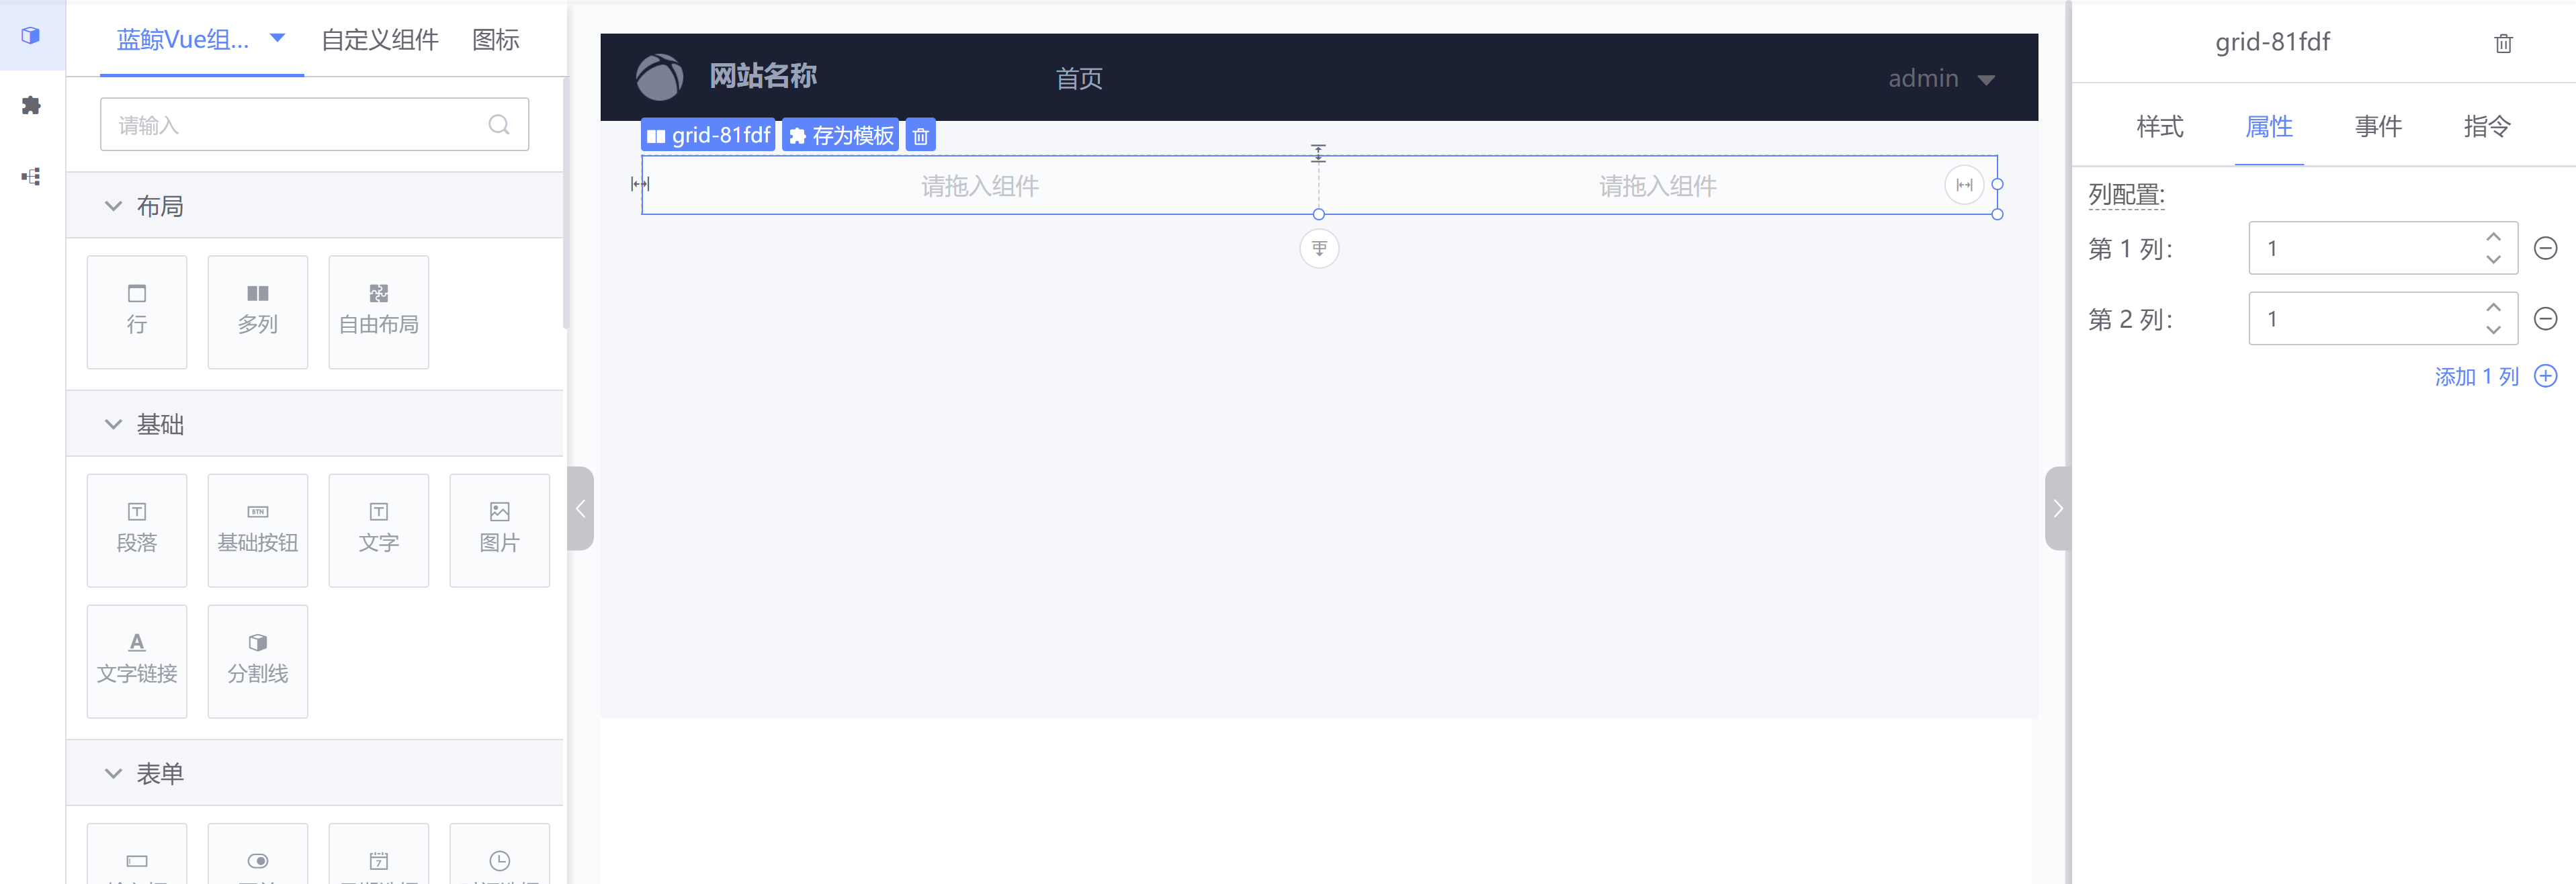 蓝鲸Vue组...
自定义组件
图标
请输入
布局
行
多列
自由布局
基础
段落
BTN
基础按钮
文字
图片
文字链接
分割线
表单
7
网站名称
首页
admin
grid-81fdf
存为模板
请拖入组件
请拖入组件
grid-81fdf
样式
属性
事件
指令
列配置:
第 1 列:
1
第 2 列:
1
添加 1 列